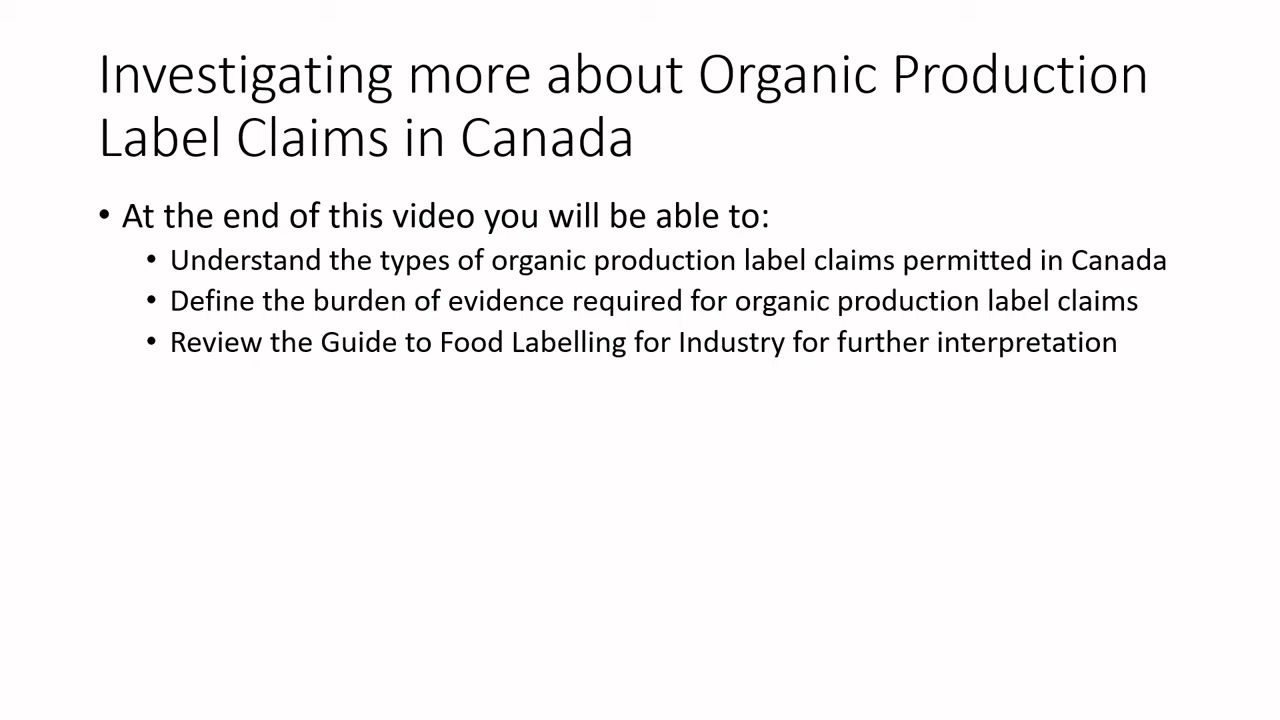 Investigating more about Organic Production
Label Claims in Canada
• At the end of this video you will be able to:
• Understand the types of organic production label claims permitted in Canada
• Define the burden of evidence required for organic production label claims
• Review the Guide to Food Labelling for Industry for further interpretation